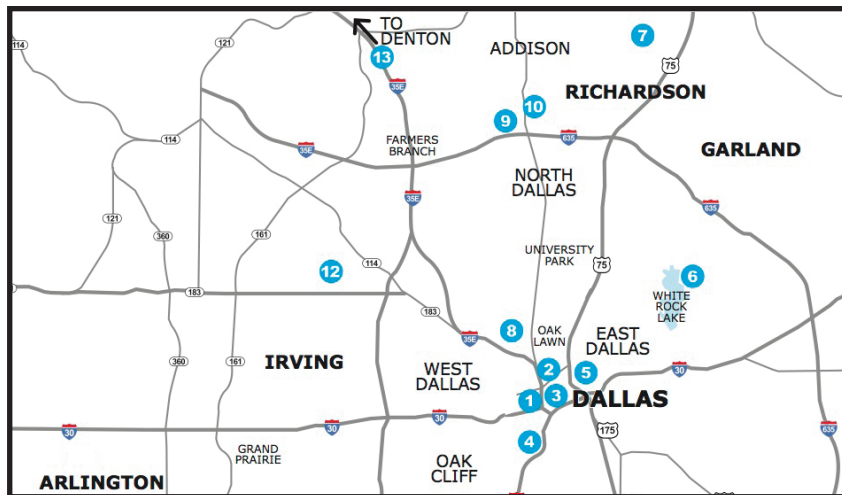 TO
DENTON
7
121
114
ADDISON
13
75
35E
RICHARDSON
10
9
114
FARMERS
BRANCH
635
35E
GARLAND
NORTH
DALLAS
35E
635
121
360
161
UNIVERSITY
PARK
114
75
12
6
183
WHITE
ROCK
LAKE
183
8
OAK
LAWN
EAST
DALLAS
35E
IRVING
161
360
WEST
DALLAS
2
5
30
1
3
DALLAS
30
30
30
175
635
4
GRAND
PRAIRIE
OAK
CLIFF
ARLINGTON